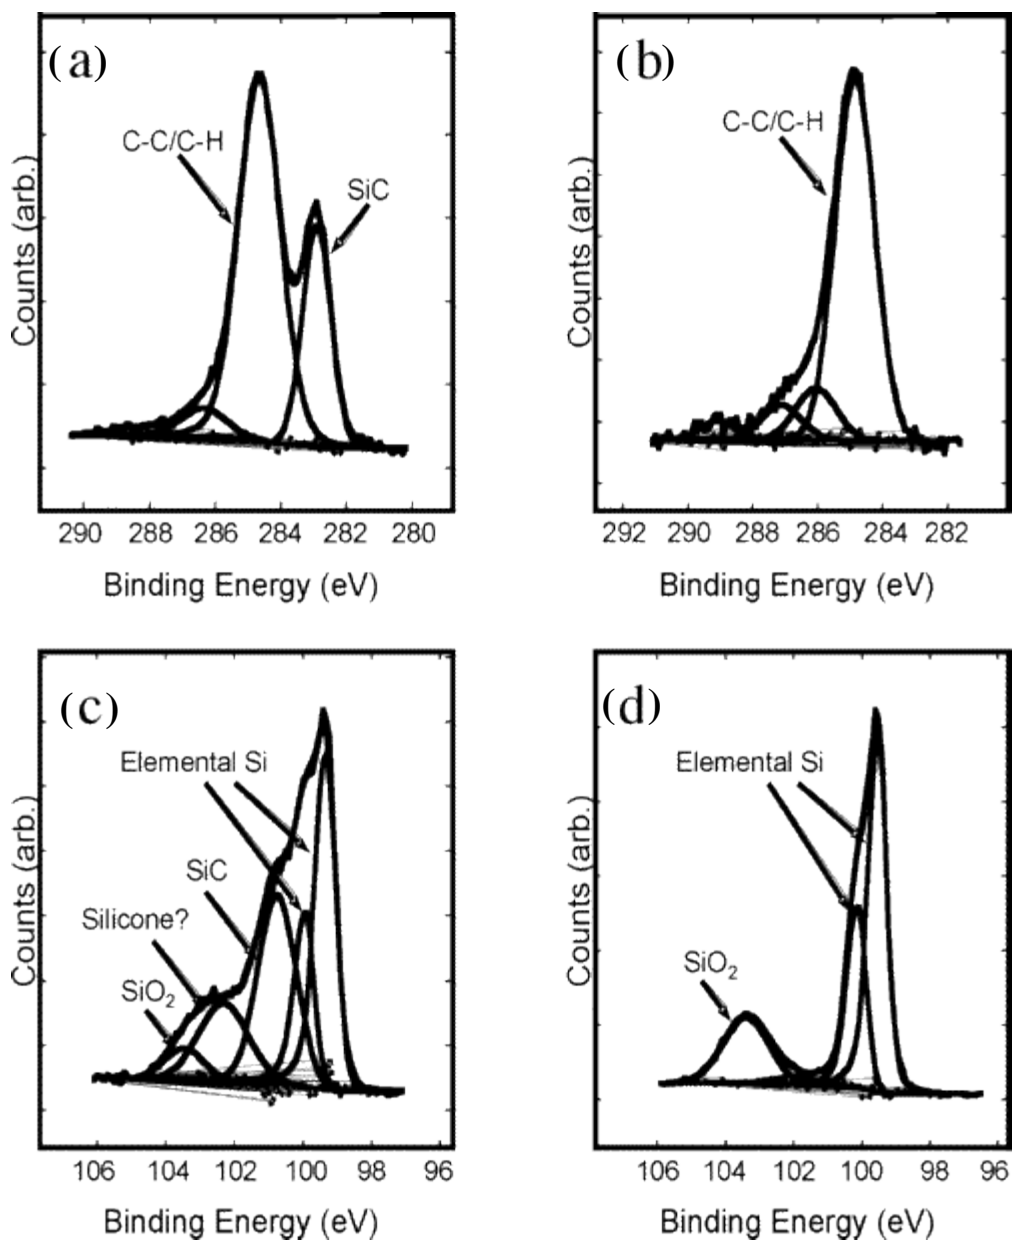 (a)
C-C/C-H
SiC
Counts (arb.)
290 288 286 284 282 280
Binding Energy (eV)
(b)
C-C/C-H
Counts (arb.)
292 290 288 286 284 282
Binding Energy (eV)
(c)
Elemental Si
SiC
Silicone?
SiO₂
Counts (arb.)
106 104 102 100 98 96
Binding Energy (eV)
(d)
Elemental Si
SiO₂
Counts (arb.)
106 104 102 100 98 96
Binding Energy (eV)